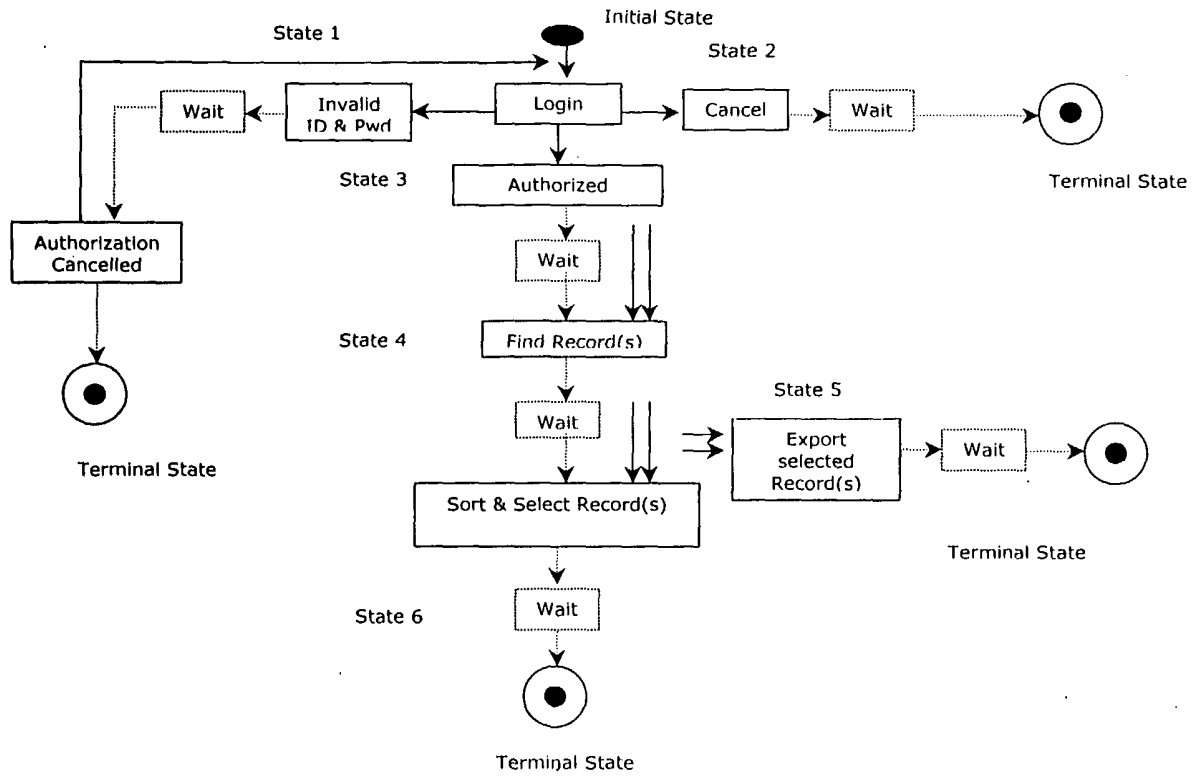 Initial State
State 1
State 2
Wait
Invalid
ID & Pwd
Login
Cancel
Wait
State 3
Authorized
Terminal State
Authorization
Cancelled
Wait
State 4
Find Record(s)
State 5
Wait
Export
selected
Record(s)
Wait
Terminal State
Sort & Select Record(s)
Terminal State
State 6
Wait
Terminal State